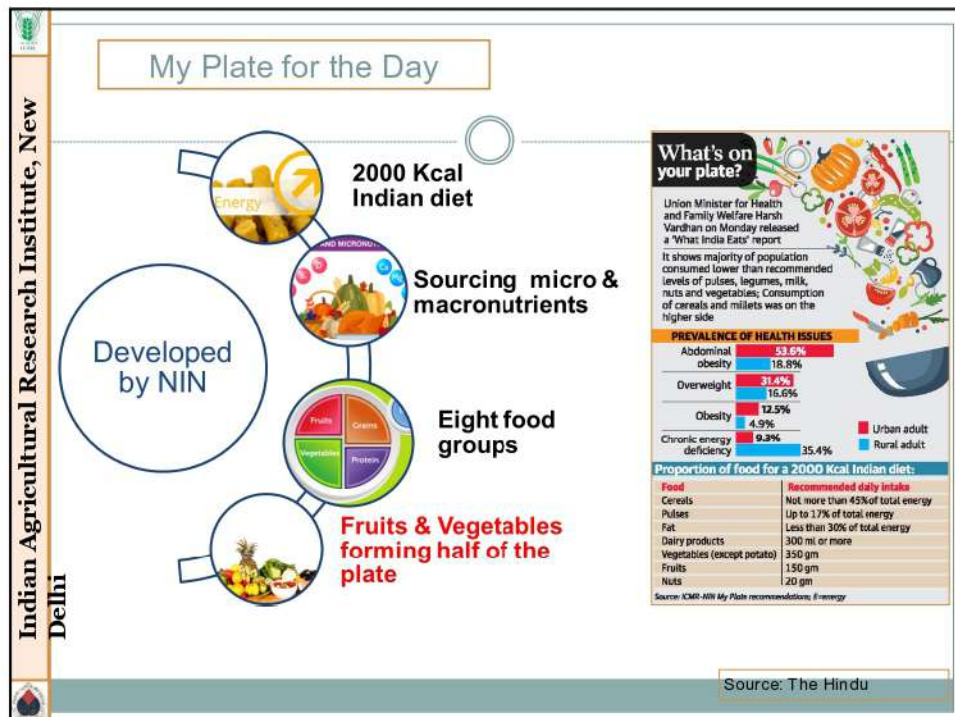 Indian Agricultural Research Institute, New
Delhi
My Plate for the Day
Developed
by NIN
Energy
2000 Kcal
Indian diet
AND MICRONUT
K
D
Ca
Mg
Sourcing micro &
macronutrients
Fruits
Grains
Vegetables
Protein
Eight food
groups
Fruits & Vegetables
forming half of the
plate
What's on
your plate?
Union Minister for Health
and Family Welfare Harsh
Vardhan on Monday released
a 'What India Eats' report
It shows majority of population
consumed lower than recommended
levels of pulses, legumes, milk,
nuts and vegetables; Consumption
of cereals and millets was on the
higher side
PREVALENCE OF HEALTH ISSUES
Abdominal
obesity
53.6%
18.8%
Overweight
31.4%
16.6%
Obesity
12.5%
4.9%
Chronic energy
deficiency
9.3%
35.4%
Urban adult
Rural adult
Proportion of food for a 2000 Kcal Indian diet:
Food Recommended daily intake
Cereals Not more than 45% of total energy
Pulses Up to 17% of total energy
Fat Less than 30% of total energy
Dairy products 300 ml or more
Vegetables (except potato) 350 gm
Fruits 150 gm
Nuts 20 gm
Source: ICMR-NIN My Plate recommendations; E=energy
Source: The Hindu